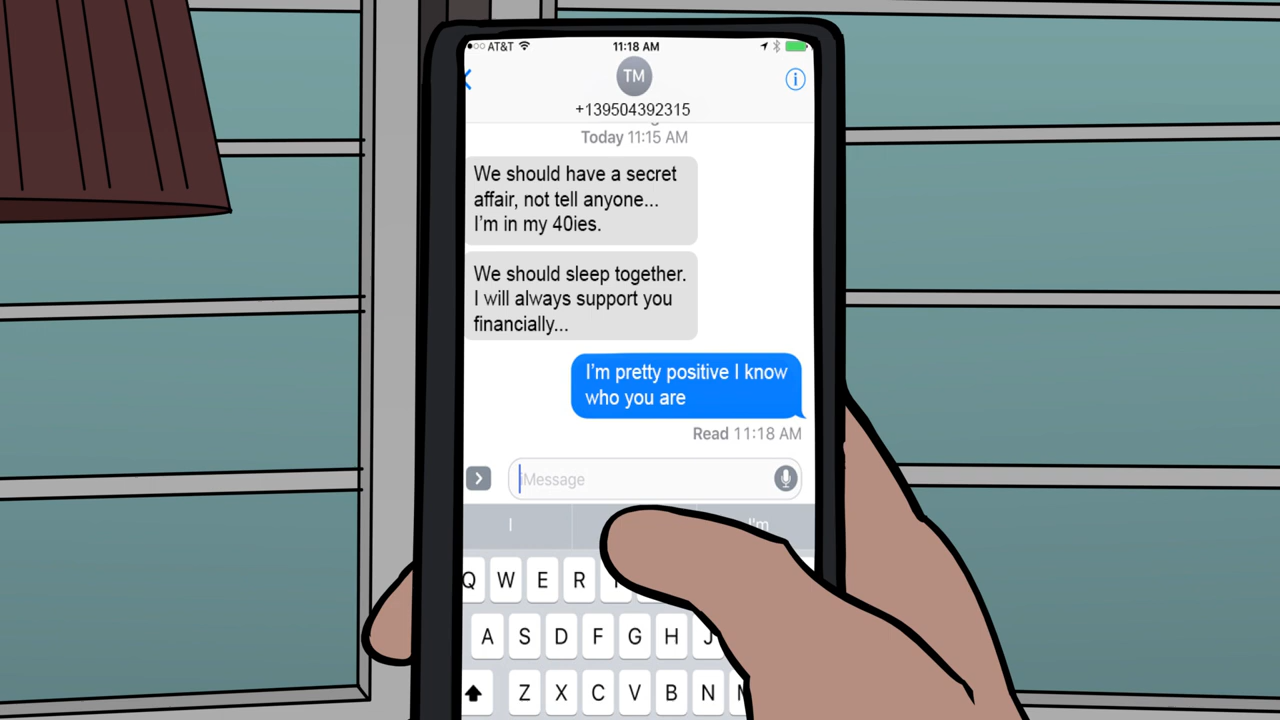 AT&T 11:18 AM
TM
+139504392315
Today 11:15 AM
We should have a secret
affair, not tell anyone...
I'm in my 40ies.
We should sleep together.
I will always support you
financially...
I'm pretty positive I know
who you are
Read 11:18 AM
iMessage
I I'm
Q W E R
A S D F G H J
Z X C V B N